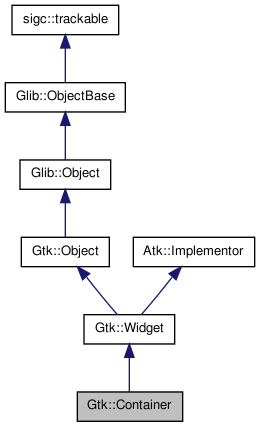 sigc::trackable
Glib::ObjectBase
Glib::Object
Gtk::Object
Atk::Implementor
Gtk::Widget
Gtk::Container